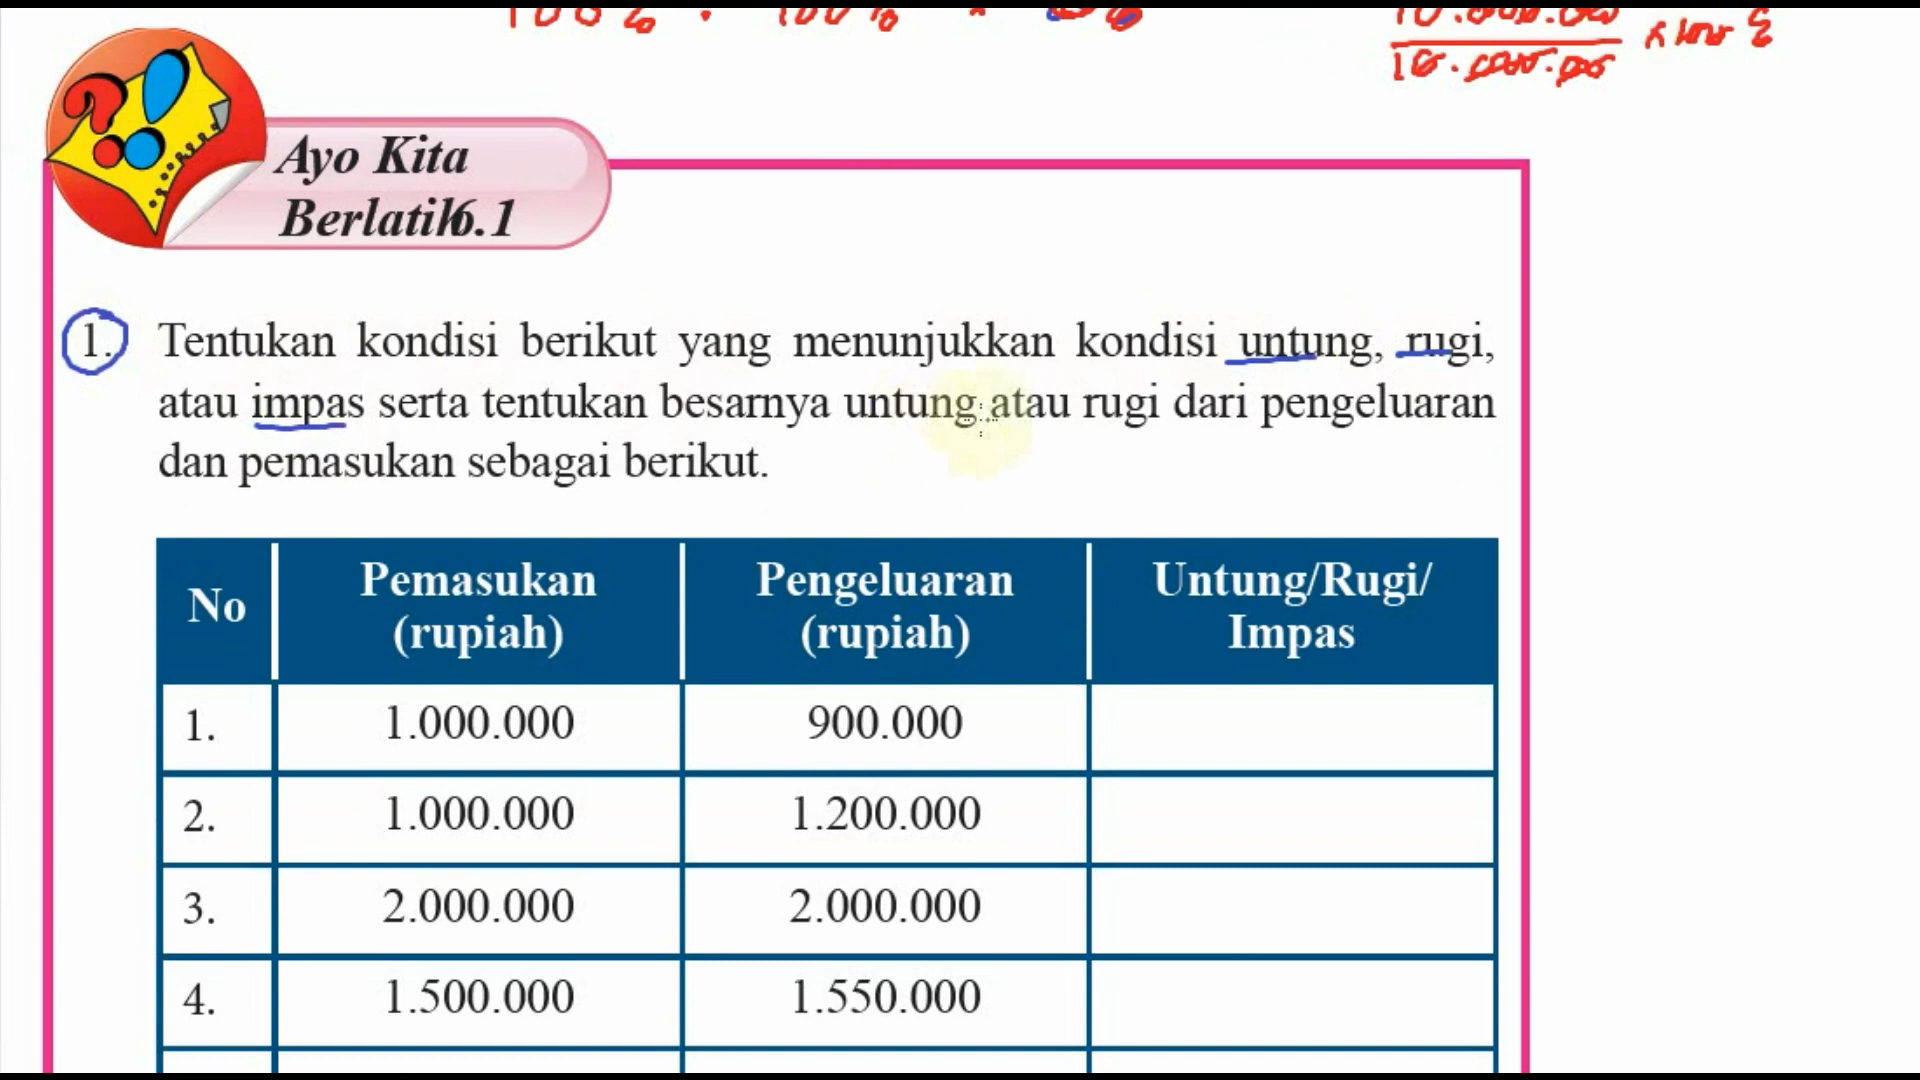 Ayo Kita
Berlatih 6.1
1. Tentukan kondisi berikut yang menunjukkan kondisi untung, rugi,
atau impas serta tentukan besarnya untung atau rugi dari pengeluaran
dan pemasukan sebagai berikut.
No Pemasukan (rupiah) Pengeluaran (rupiah) Untung/Rugi/ Impas
1. 1.000.000 900.000
2. 1.000.000 1.200.000
3. 2.000.000 2.000.000
4. 1.500.000 1.550.000